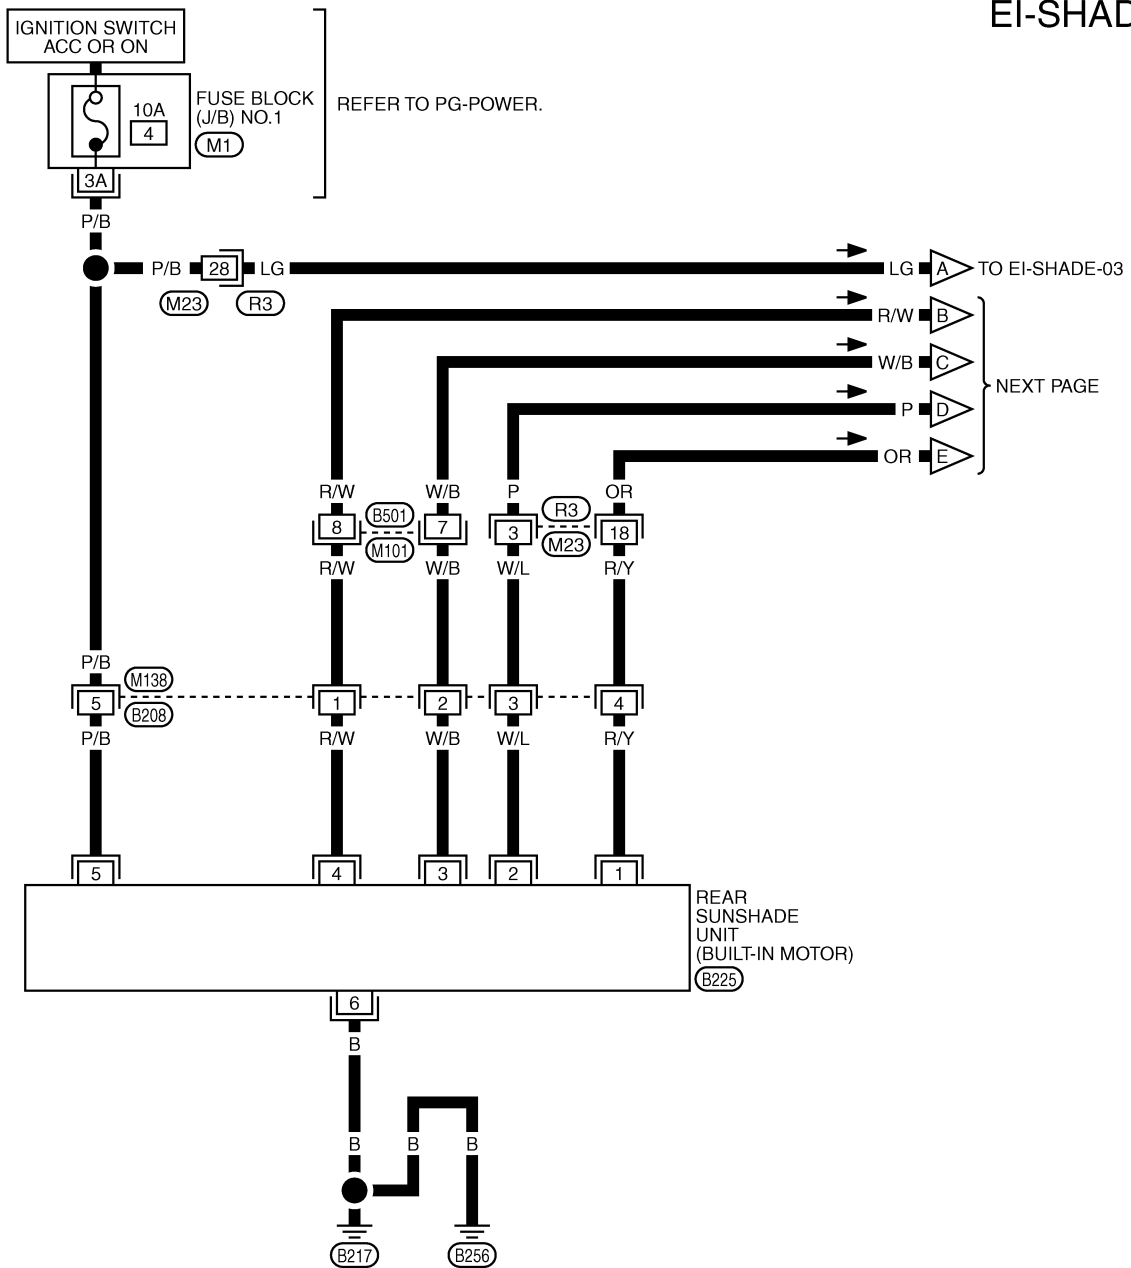 EI-SHAD
IGNITION SWITCH
ACC OR ON
10A
4
FUSE BLOCK
(J/B) NO.1
M1
REFER TO PG-POWER.
3A
P/B
P/B
28
LG
LG
A
TO EI-SHADE-03
M23
R3
R/W
B
W/B
C
NEXT PAGE
P
D
OR
E
R/W
W/B
P
OR
8
B501
M101
7
3
R3
M23
18
R/W
W/B
W/L
R/Y
P/B
5
M138
B208
1
2
3
4
P/B
R/W
W/B
W/L
R/Y
5
4
3
2
1
REAR
SUNSHADE
UNIT
(BUILT-IN MOTOR)
B225
6
B
B
B
B
B217
B256